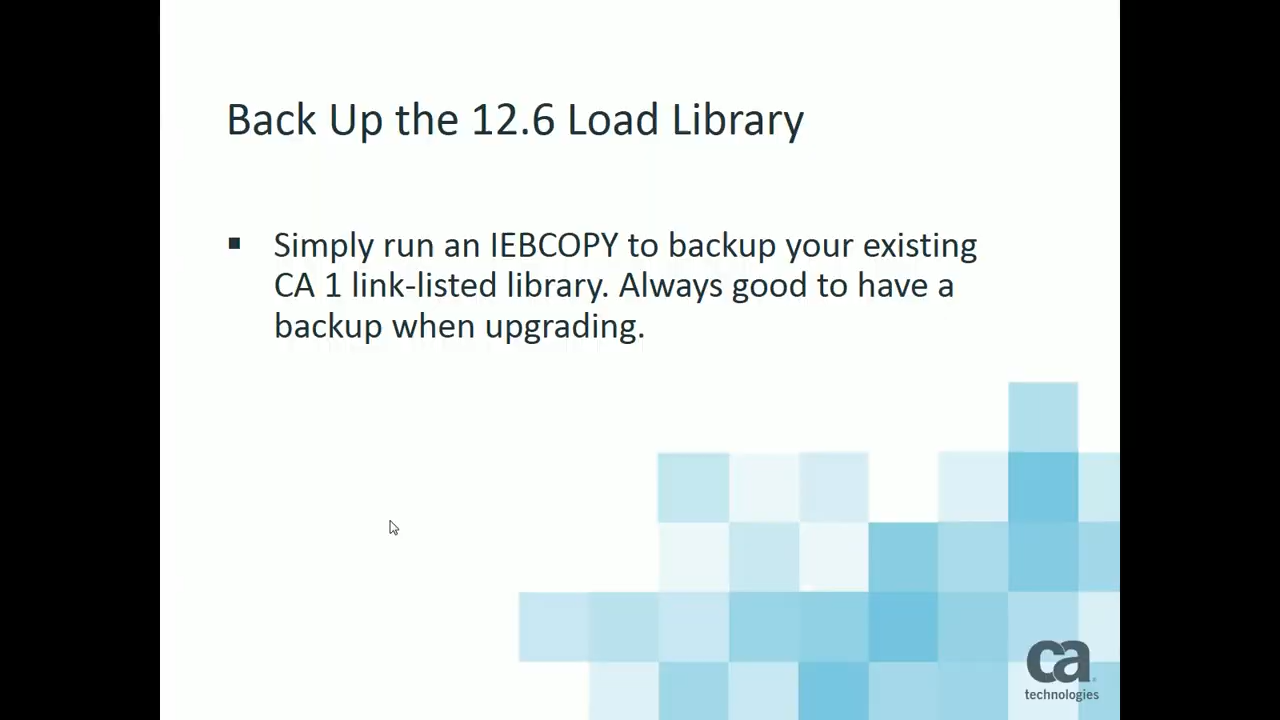 Back Up the 12.6 Load Library
▪ Simply run an IEBCOPY to backup your existing
CA 1 link-listed library. Always good to have a
backup when upgrading.
ca
technologies